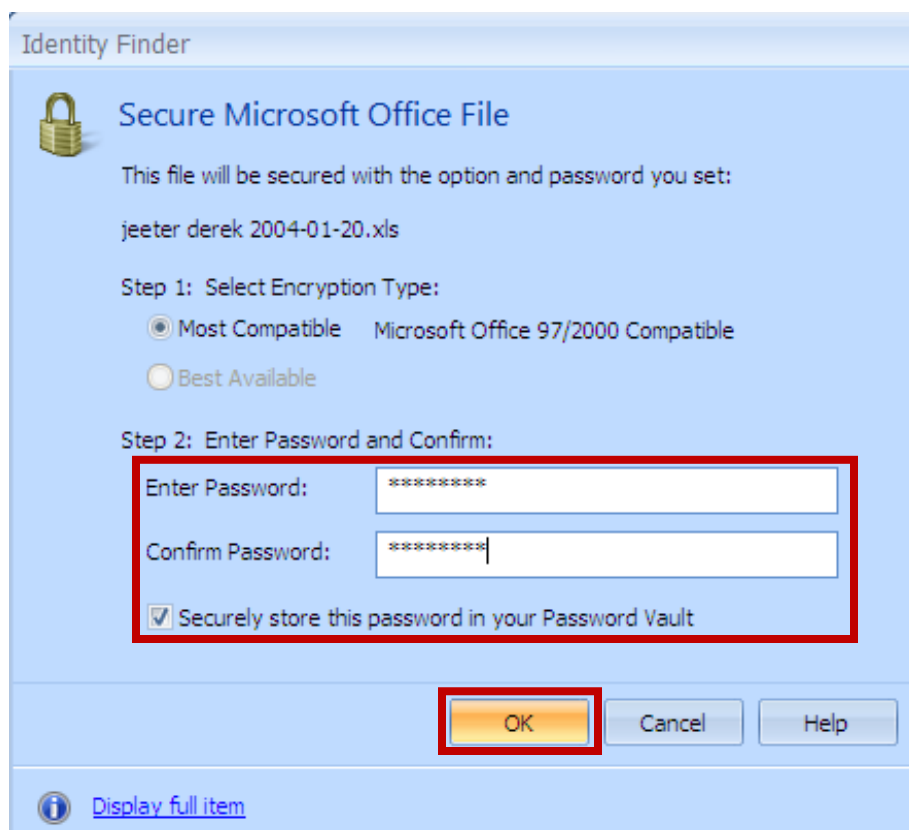 Identity Finder
Secure Microsoft Office File
This file will be secured with the option and password you set:
jeeter derek 2004-01-20.xls
Step 1: Select Encryption Type:
Most Compatible Microsoft Office 97/2000 Compatible
Best Available
Step 2: Enter Password and Confirm:
Enter Password: ********
Confirm Password: ********
Securely store this password in your Password Vault
OK Cancel Help
Display full item